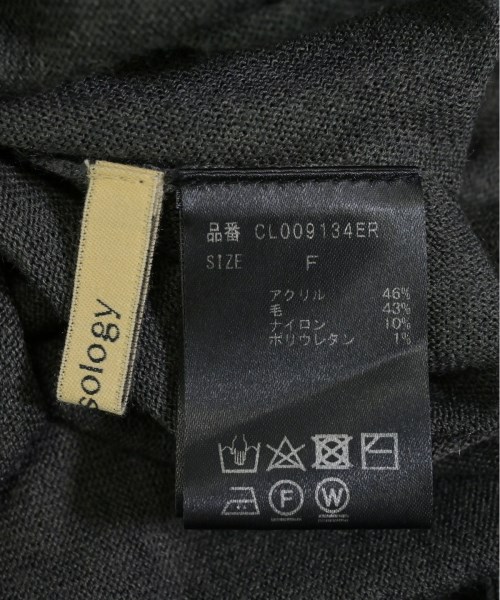 sology
品番 CL009134ER
SIZE F
アクリル 46%
毛 43%
ナイロン 10%
ポリウレタン 1%
F W